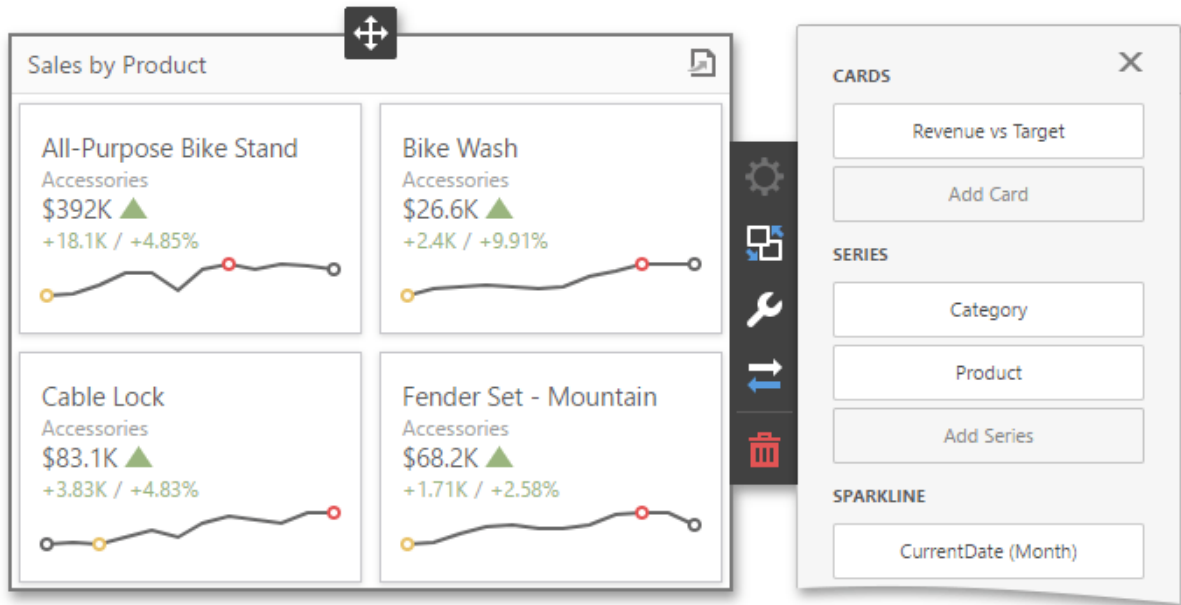 Sales by Product
All-Purpose Bike Stand
Accessories
$392K
+18.1K / +4.85%
Bike Wash
Accessories
$26.6K
+2.4K / +9.91%
Cable Lock
Accessories
$83.1K
+3.83K / +4.83%
Fender Set - Mountain
Accessories
$68.2K
+1.71K / +2.58%
CARDS
Revenue vs Target
Add Card
SERIES
Category
Product
Add Series
SPARKLINE
CurrentDate (Month)